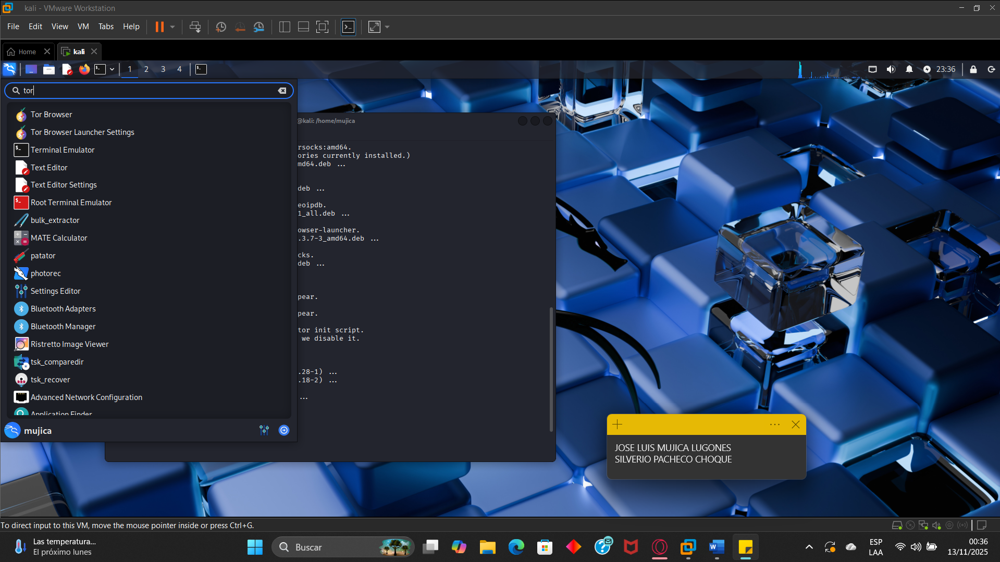 kali - VMware Workstation
File Edit View VM Tabs Help
Home kali
1 2 3 4 23:36
tor
Tor Browser
Tor Browser Launcher Settings
Terminal Emulator
Text Editor
Text Editor Settings
Root Terminal Emulator
bulk_extractor
MATE Calculator
patator
photorec
Settings Editor
Bluetooth Adapters
Bluetooth Manager
Ristretto Image Viewer
tsk_comparedir
tsk_recover
Advanced Network Configuration
Application Finder
mujica
@kali: /home/mujica
rsocks:amd64.
ories currently installed.)
md64.deb ...
deb ...
eoipdb.
1_all.deb ...
owser-launcher.
.3.7-3_amd64.deb ...
cks.
deb ...
pear.
pear.
tor init script.
we disable it.
.28-1) ...
.18-2) ...
...
JOSE LUIS MUJICA LUGONES
SILVERIO PACHECO CHOQUE
To direct input to this VM, move the mouse pointer inside or press Ctrl+G.
Las temperatura...
El próximo lunes
Buscar
ESP
LAA
00:36
13/11/2025